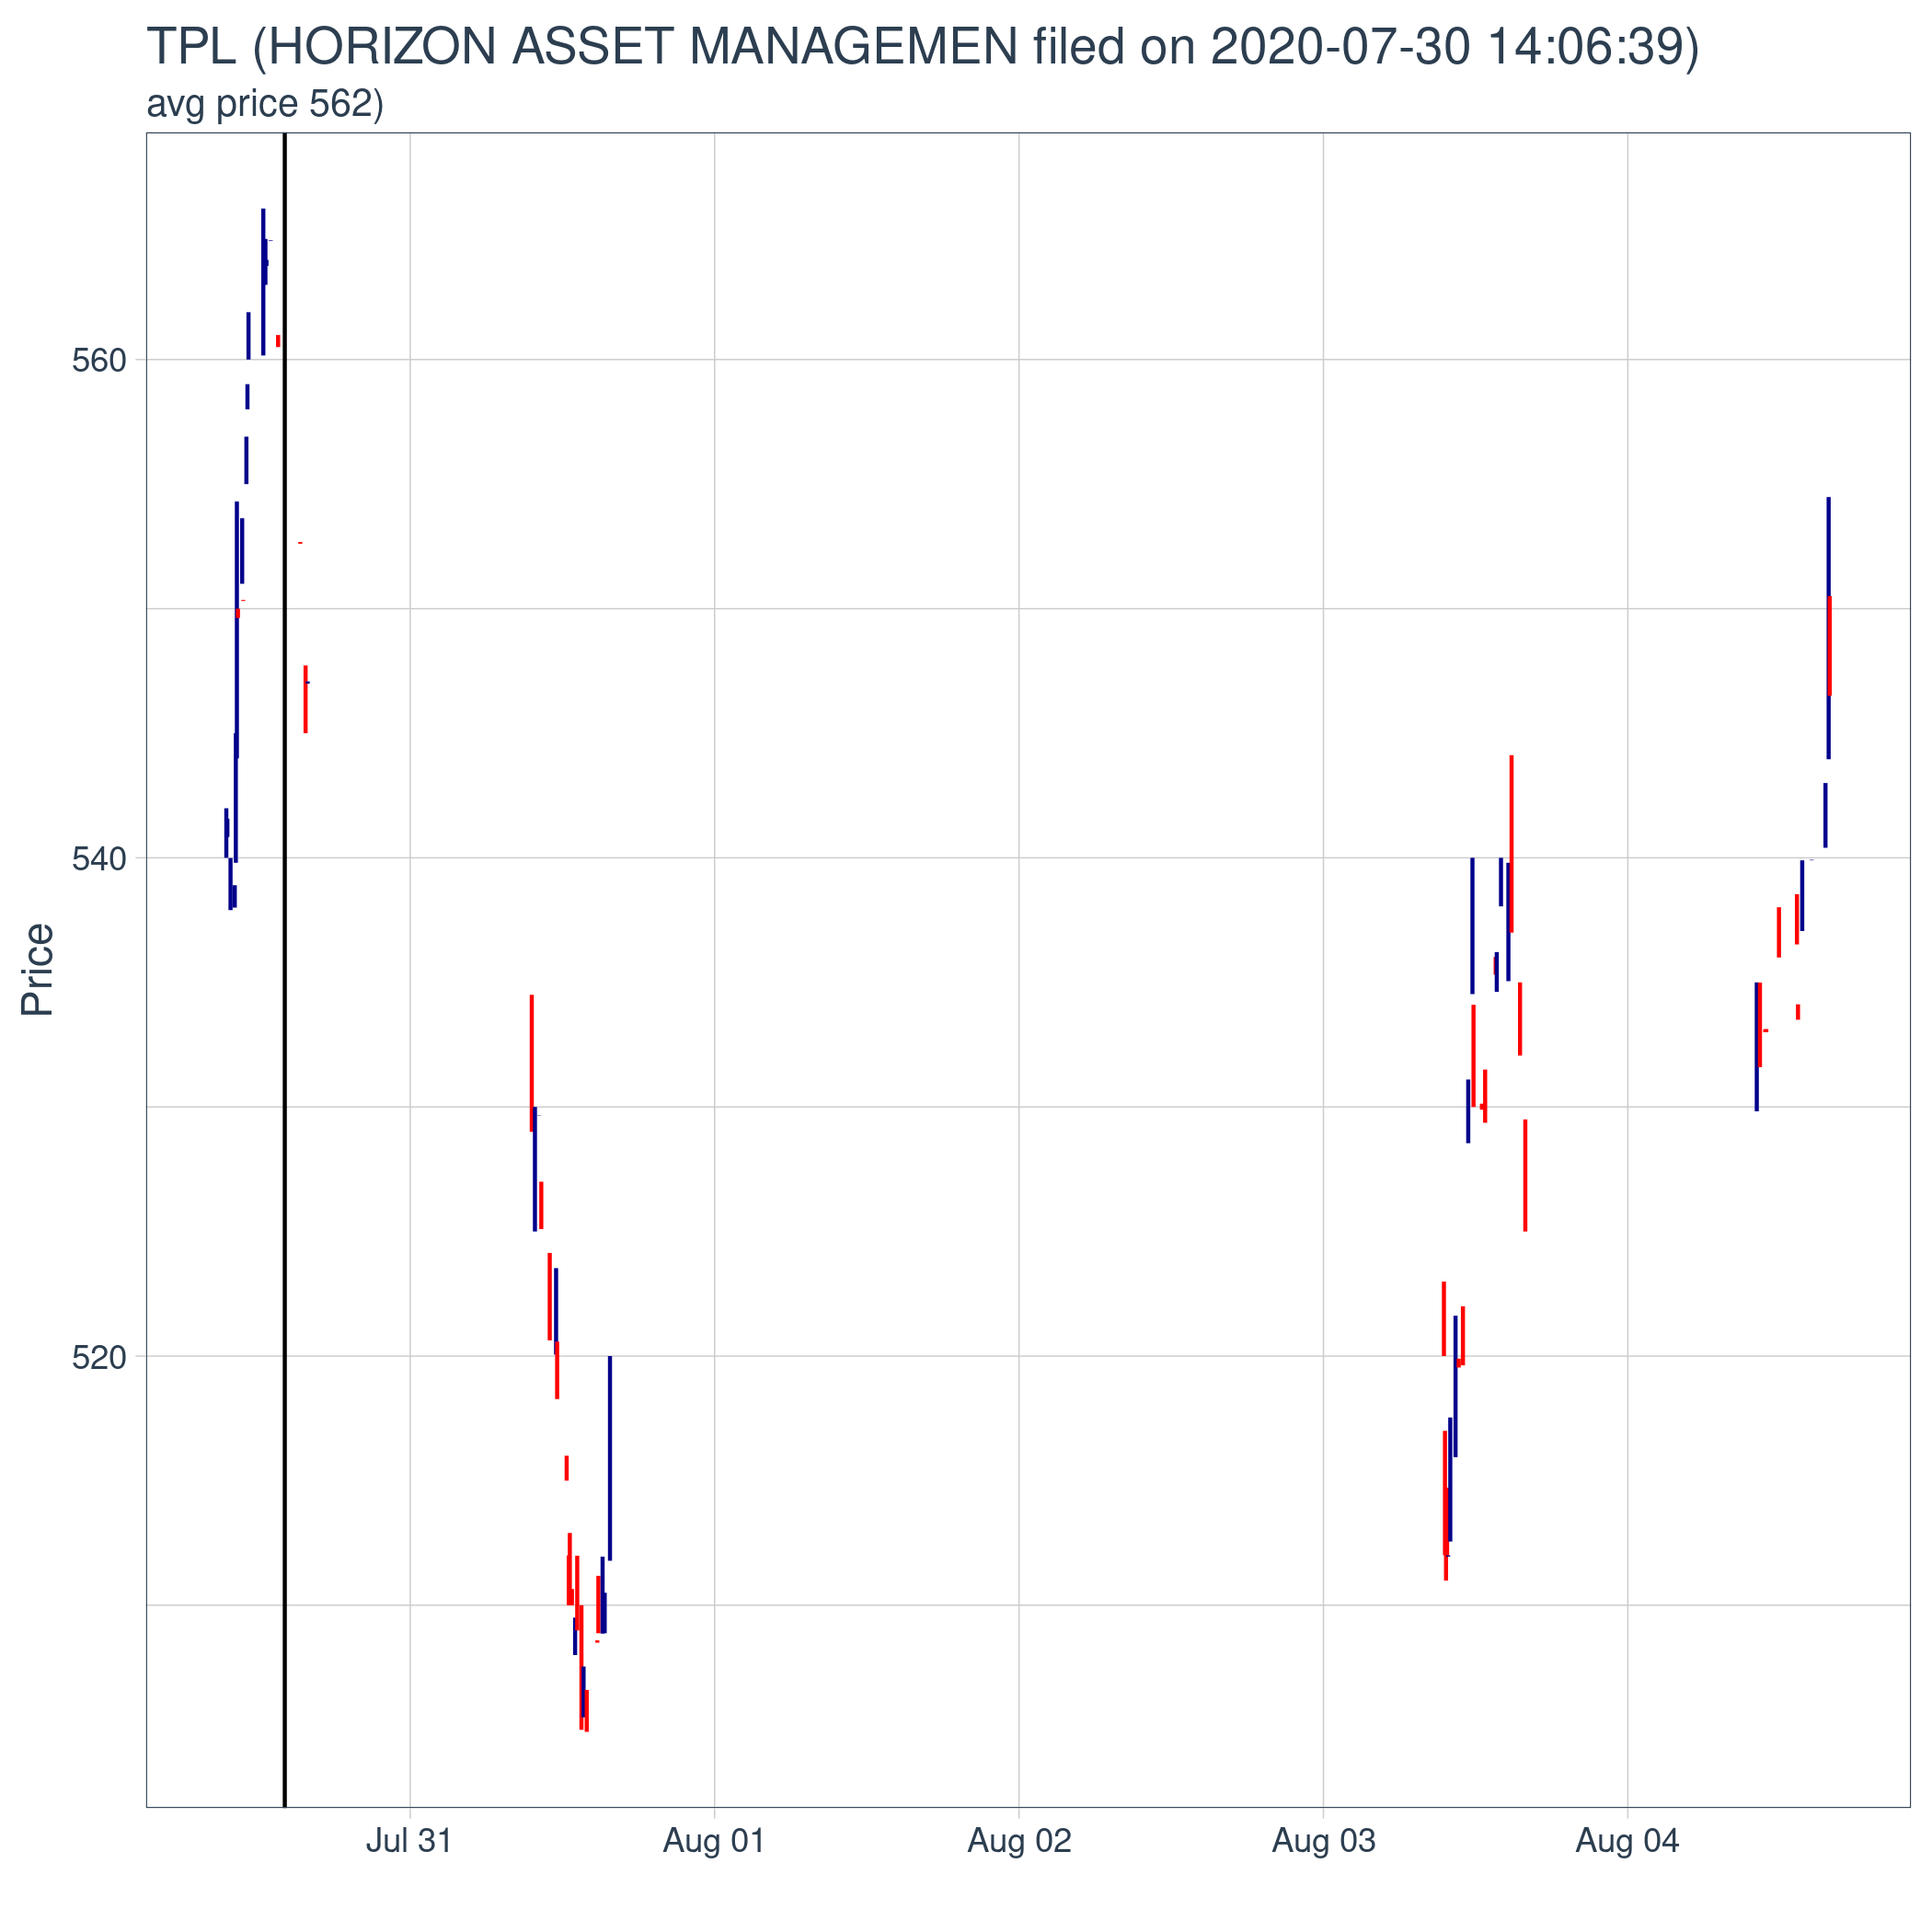 TPL (HORIZON ASSET MANAGEMEN filed on 2020-07-30 14:06:39)
avg price 562)
560
540
520
Price
Jul 31
Aug 01
Aug 02
Aug 03
Aug 04